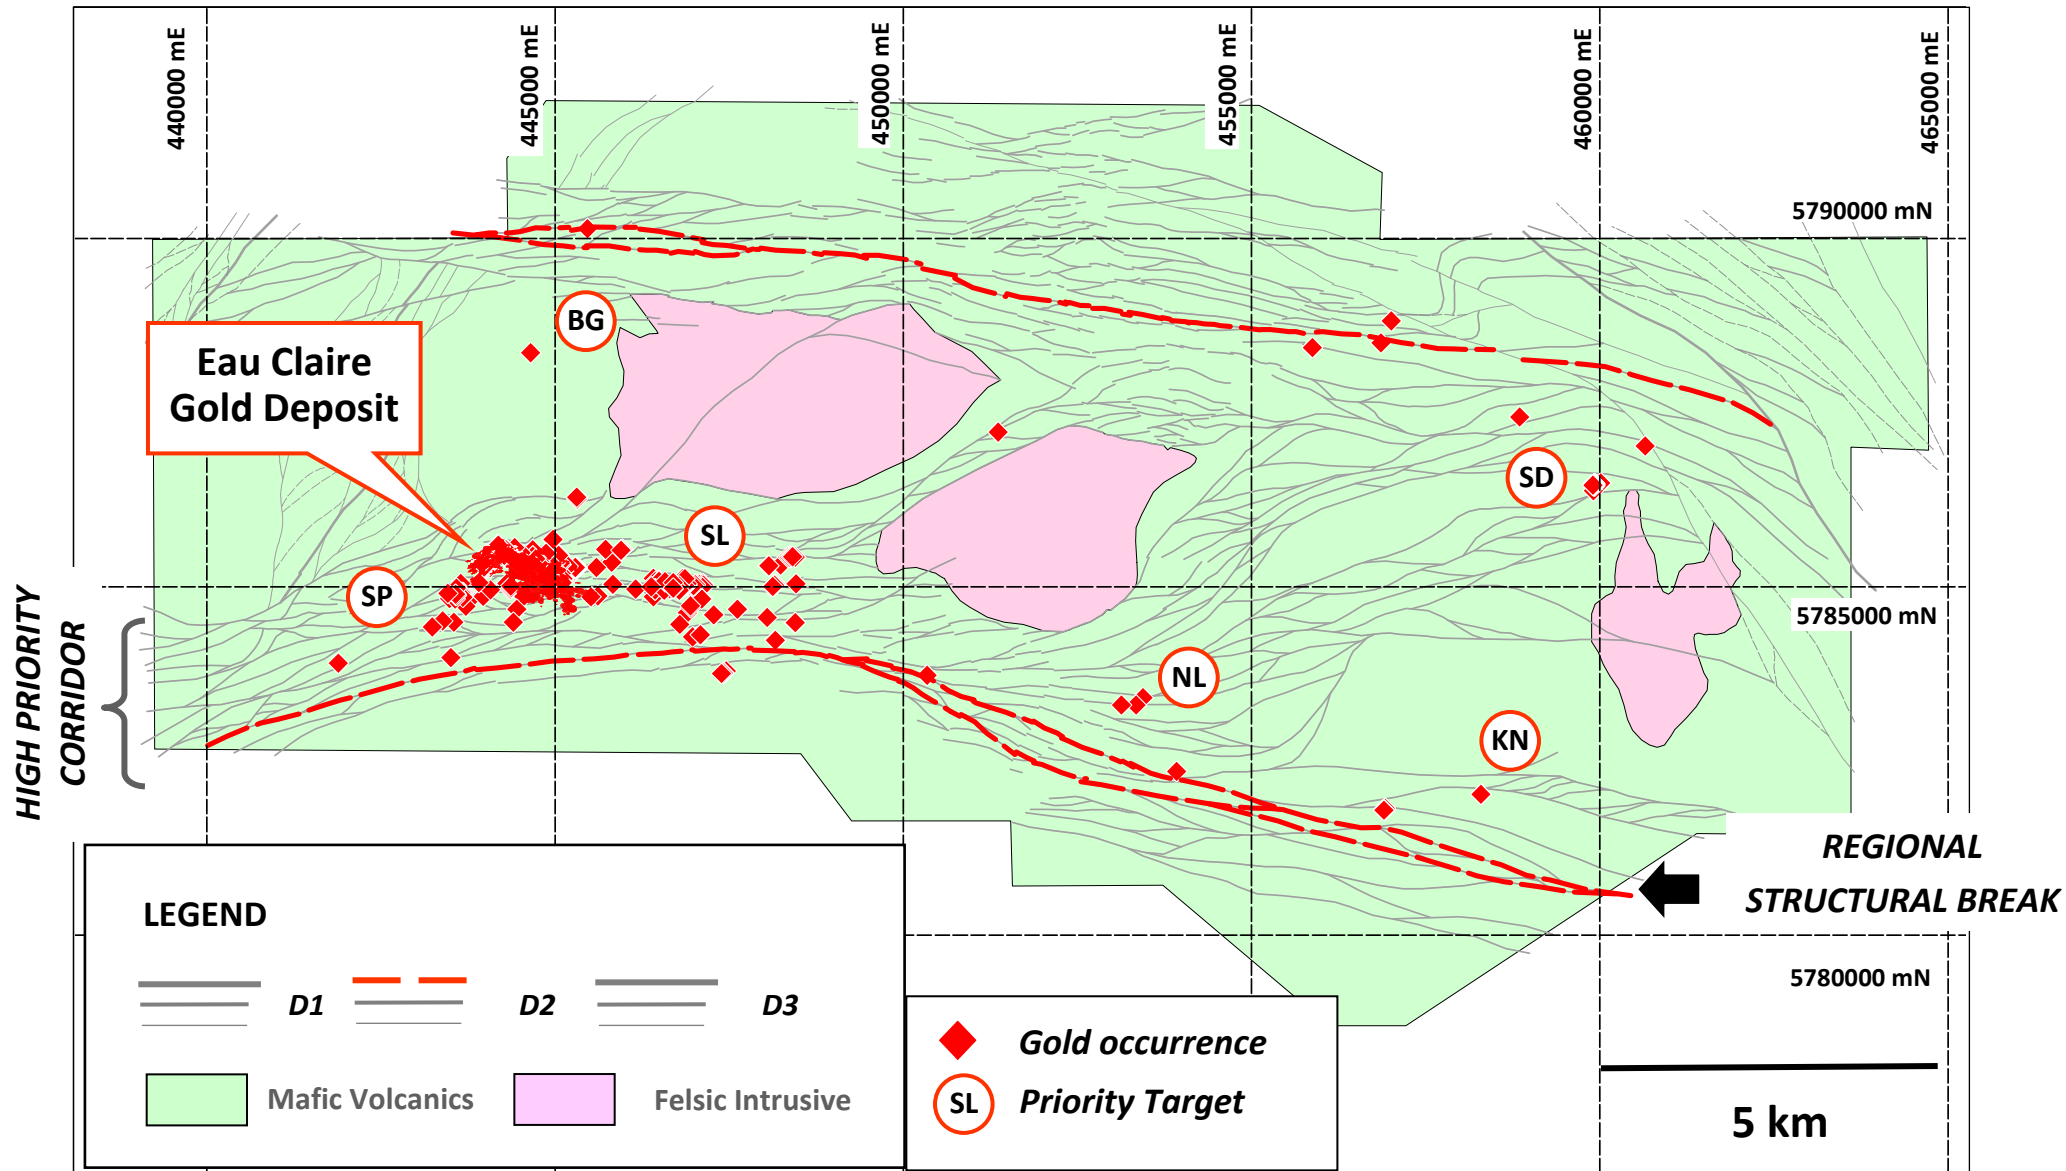 440000 mE
445000 mE
450000 mE
455000 mE
460000 mE
465000 mE
5790000 mN
BG
Eau Claire
Gold Deposit
SD
SL
SP
5785000 mN
HIGH PRIORITY
CORRIDOR
NL
KN
REGIONAL
STRUCTURAL BREAK
LEGEND
D1
D2
D3
5780000 mN
Mafic Volcanics
Felsic Intrusive
Gold occurrence
SL
Priority Target
5 km